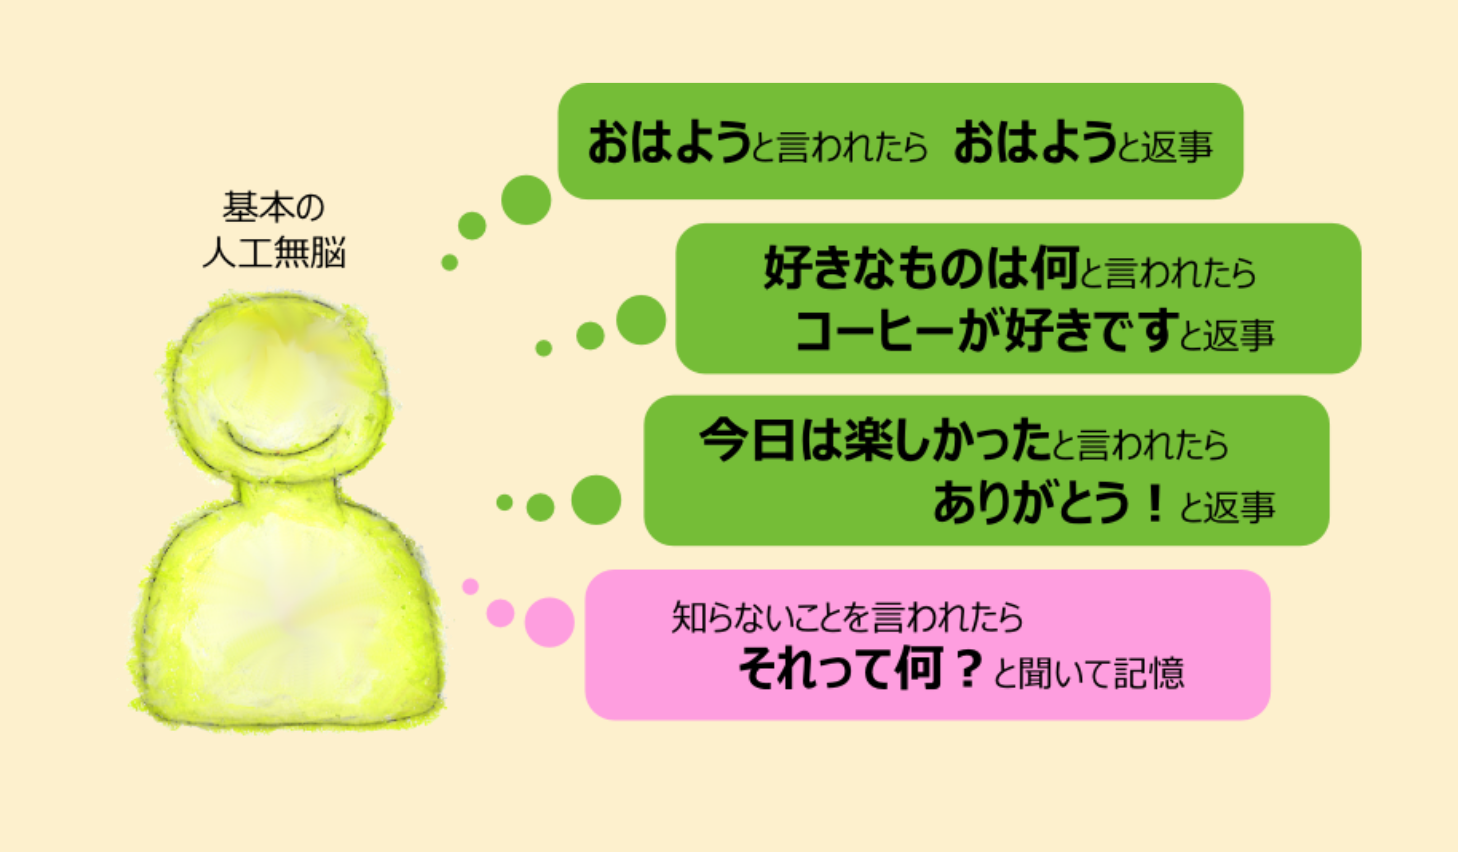 基本の
人工無脳
おはようと言われたら おはようと返事
好きなものは何と言われたら
コーヒーが好きですと返事
今日は楽しかったと言われたら
ありがとう！と返事
知らないことを言われたら
それって何？と聞いて記憶